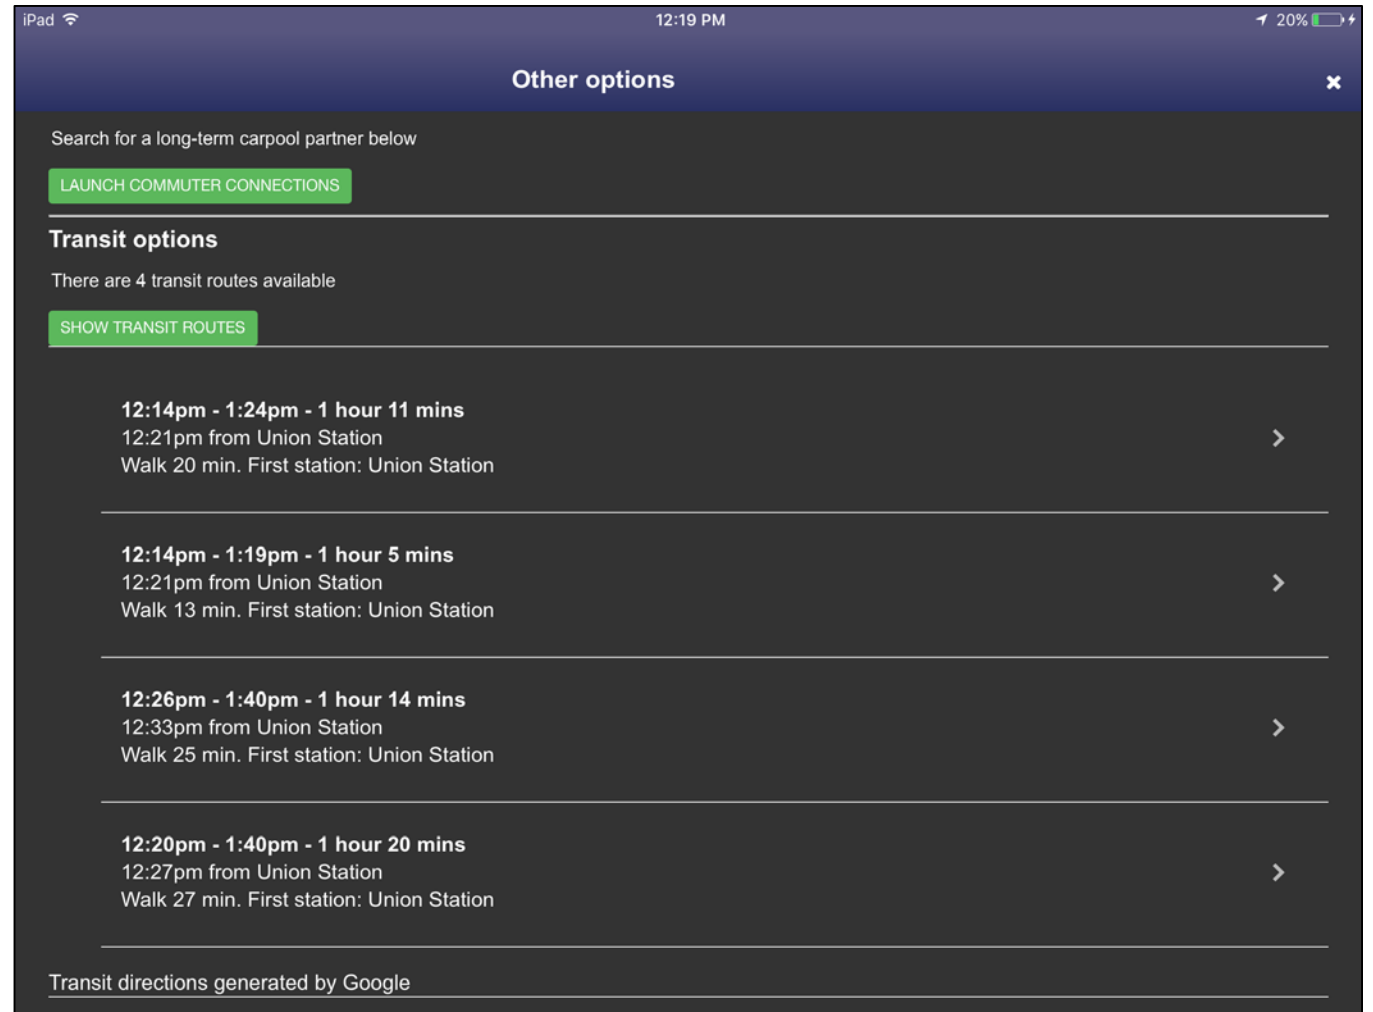 iPad 12:19 PM 20%
Other options
Search for a long-term carpool partner below
LAUNCH COMMUTER CONNECTIONS
Transit options
There are 4 transit routes available
SHOW TRANSIT ROUTES
12:14pm - 1:24pm - 1 hour 11 mins
12:21pm from Union Station
Walk 20 min. First station: Union Station
12:14pm - 1:19pm - 1 hour 5 mins
12:21pm from Union Station
Walk 13 min. First station: Union Station
12:26pm - 1:40pm - 1 hour 14 mins
12:33pm from Union Station
Walk 25 min. First station: Union Station
12:20pm - 1:40pm - 1 hour 20 mins
12:27pm from Union Station
Walk 27 min. First station: Union Station
Transit directions generated by Google